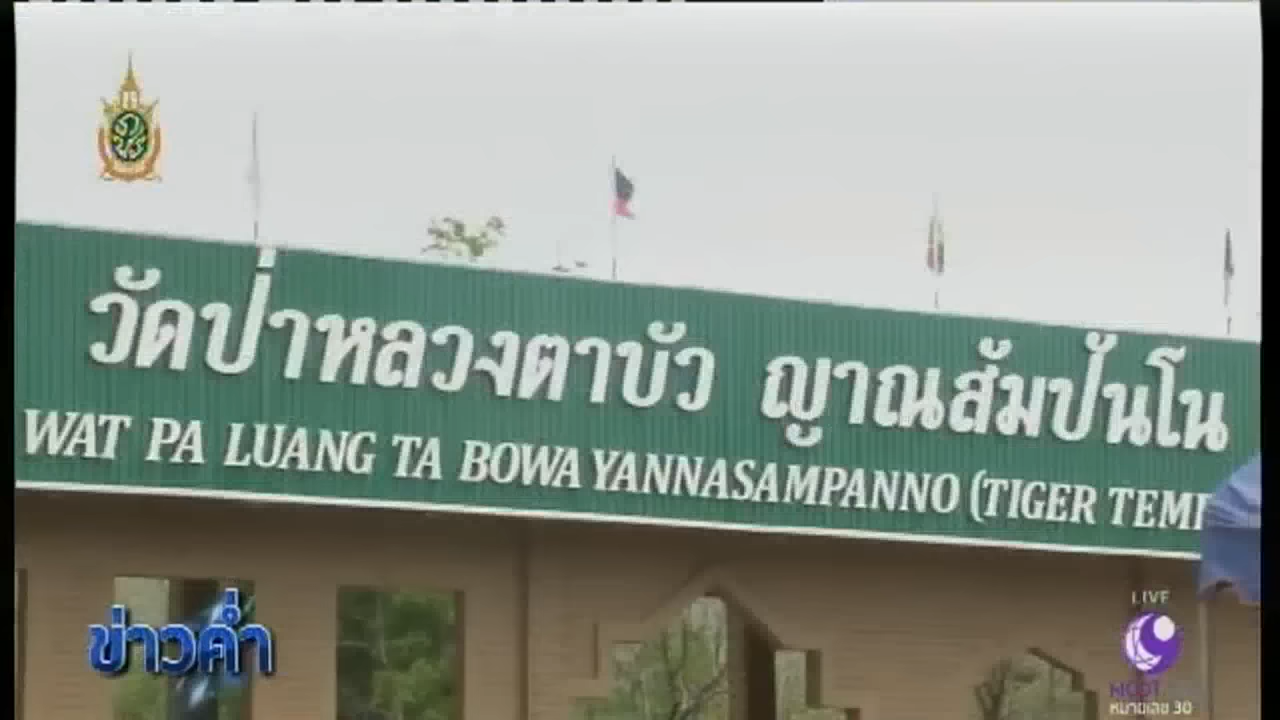 วัดป่าหลวงตาบัว ญาณสัมปันโน
WAT PA LUANG TA BOWA YANNASAMPANNO (TIGER TEM
ข่าวค่ำ
LIVE
MCOT
หมายเลข 30